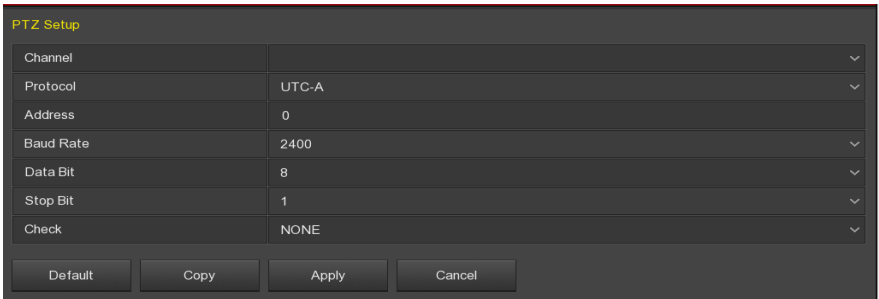 PTZ Setup
Channel
Protocol UTC-A
Address 0
Baud Rate 2400
Data Bit 8
Stop Bit 1
Check NONE
Default Copy Apply Cancel